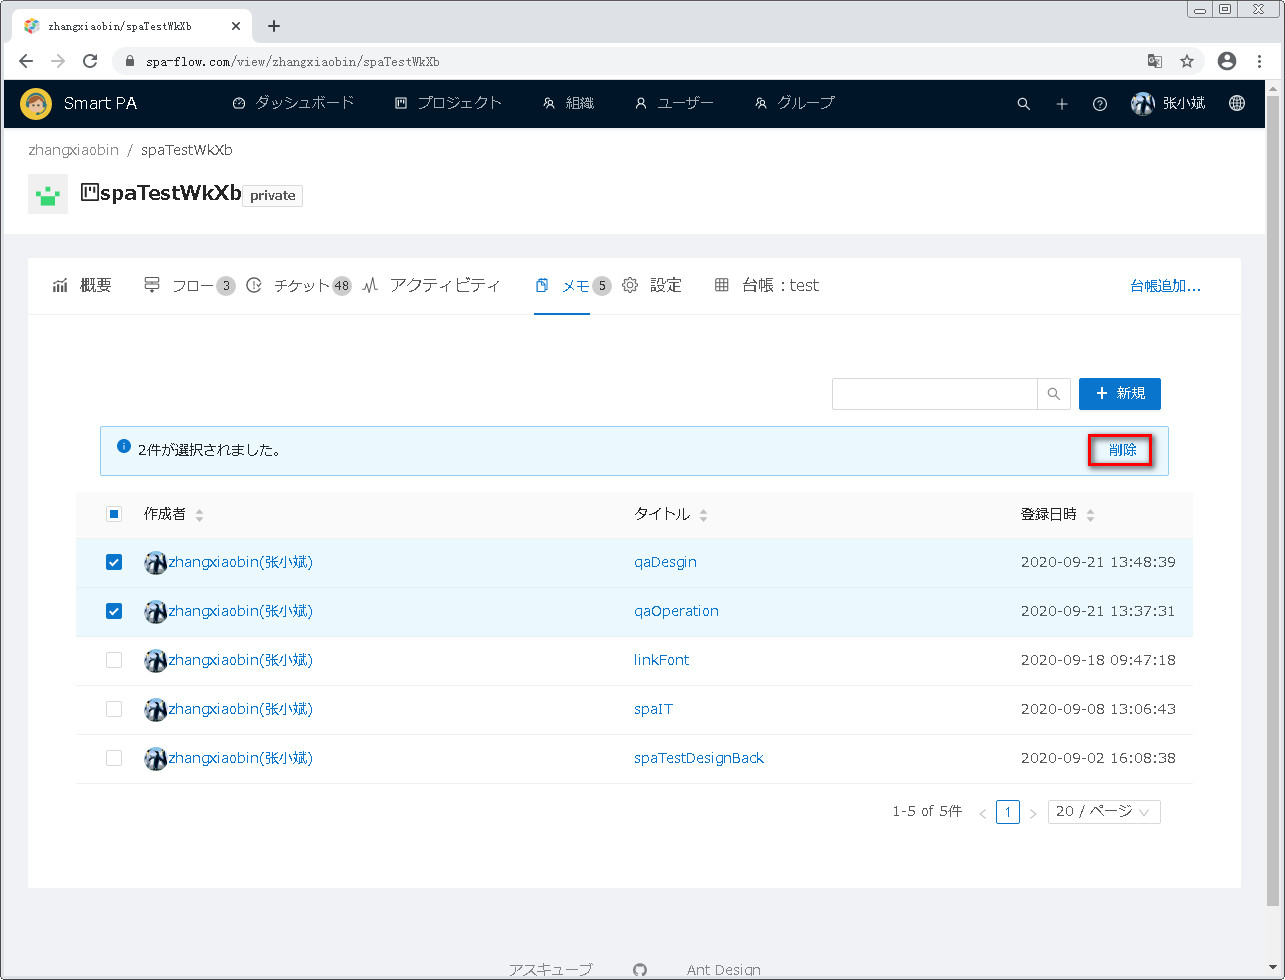 zhangxiaobin/spaTestWkXb
spa-flow.com/view/zhangxiaobin/spaTestWkXb
Smart PA ダッシュボード プロジェクト 組織 ユーザー グループ 张小斌
zhangxiaobin / spaTestWkXb
spaTestWkXb private
概要 フロー 3 チケット 48 アクティビティ メモ 5 設定 台帳：test 台帳追加...
新規
2件が選択されました。 削除
作成者 タイトル 登録日時
zhangxiaobin(张小斌) qaDesgin 2020-09-21 13:48:39
zhangxiaobin(张小斌) qaOperation 2020-09-21 13:37:31
zhangxiaobin(张小斌) linkFont 2020-09-18 09:47:18
zhangxiaobin(张小斌) spaIT 2020-09-08 13:06:43
zhangxiaobin(张小斌) spaTestDesignBack 2020-09-02 16:08:38
1-5 of 5件 < 1 > 20 / ページ
アスキューブ Ant Design